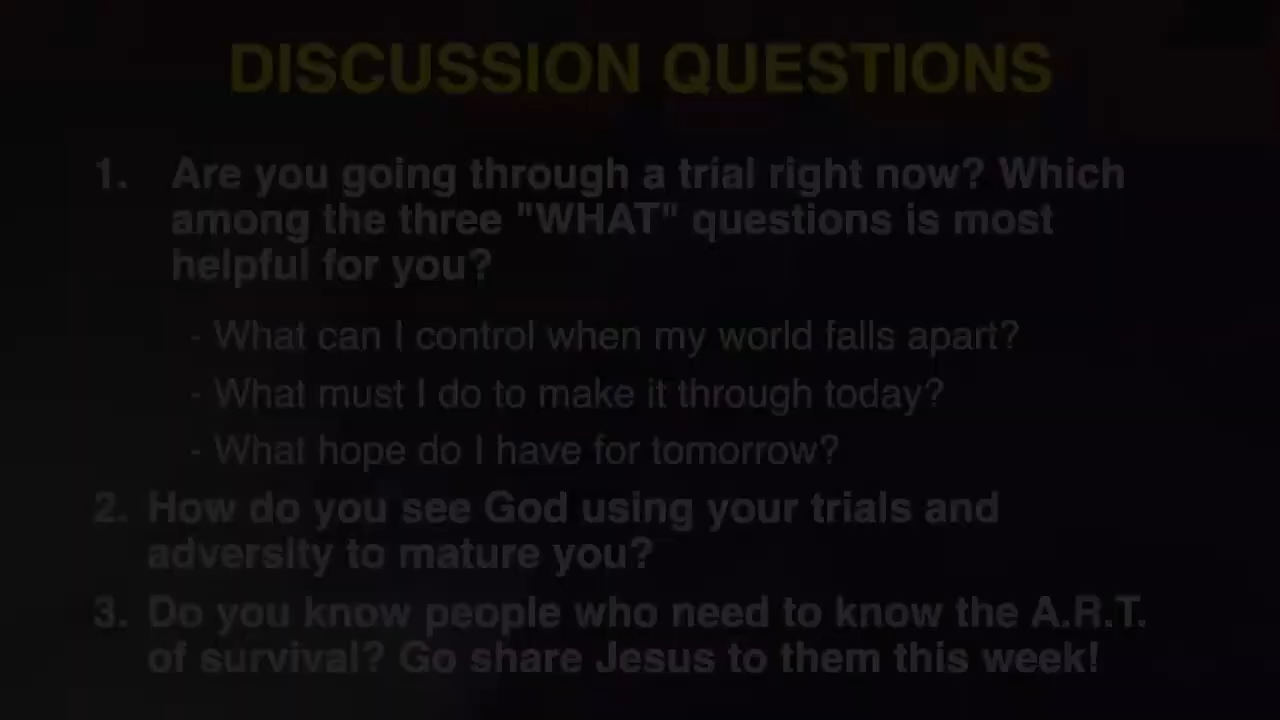 DISCUSSION QUESTIONS
1. Are you going through a trial right now? Which
among the three "WHAT" questions is most
helpful for you?
- What can I control when my world falls apart?
- What must I do to make it through today?
- What hope do I have for tomorrow?
2. How do you see God using your trials and
adversity to mature you?
3. Do you know people who need to know the A.R.T.
of survival? Go share Jesus to them this week!